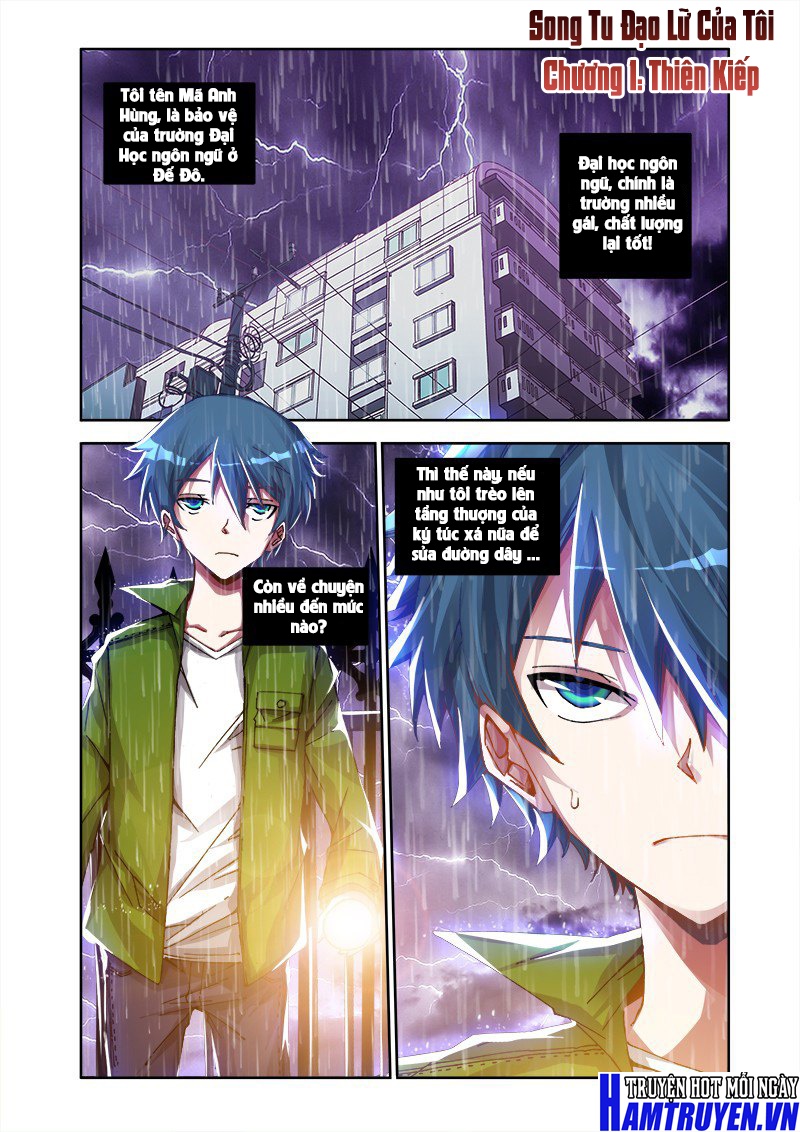 Song Tu Đạo Lữ Của Tôi
Chương 1: Thiên Kiếp
Tôi tên Mã Anh
Hùng, là bảo vệ
của trường Đại
Học ngôn ngữ ở
Đế Đô.
Đại học ngôn
ngữ, chính là
trường nhiều
gái, chất lượng
lại tốt!
Còn về chuyện
nhiều đến mức
nào?
Thì thế này, nếu
như tôi trèo lên
tầng thượng của
ký túc xá nữa để
sửa đường dây ...
TRUYỆN HOT MỖI NGÀY
HAMTRUYEN.VN